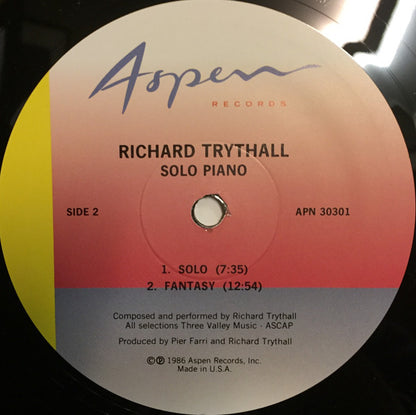 Aspen
RECORDS
RICHARD TRYTHALL
SOLO PIANO
SIDE 2
APN 30301
1. SOLO (7:35)
2. FANTASY (12:54)
Composed and performed by Richard Trythall
All selections Three Valley Music - ASCAP
Produced by Pier Farri and Richard Trythall
©℗ 1986 Aspen Records, Inc.
Made in U.S.A.